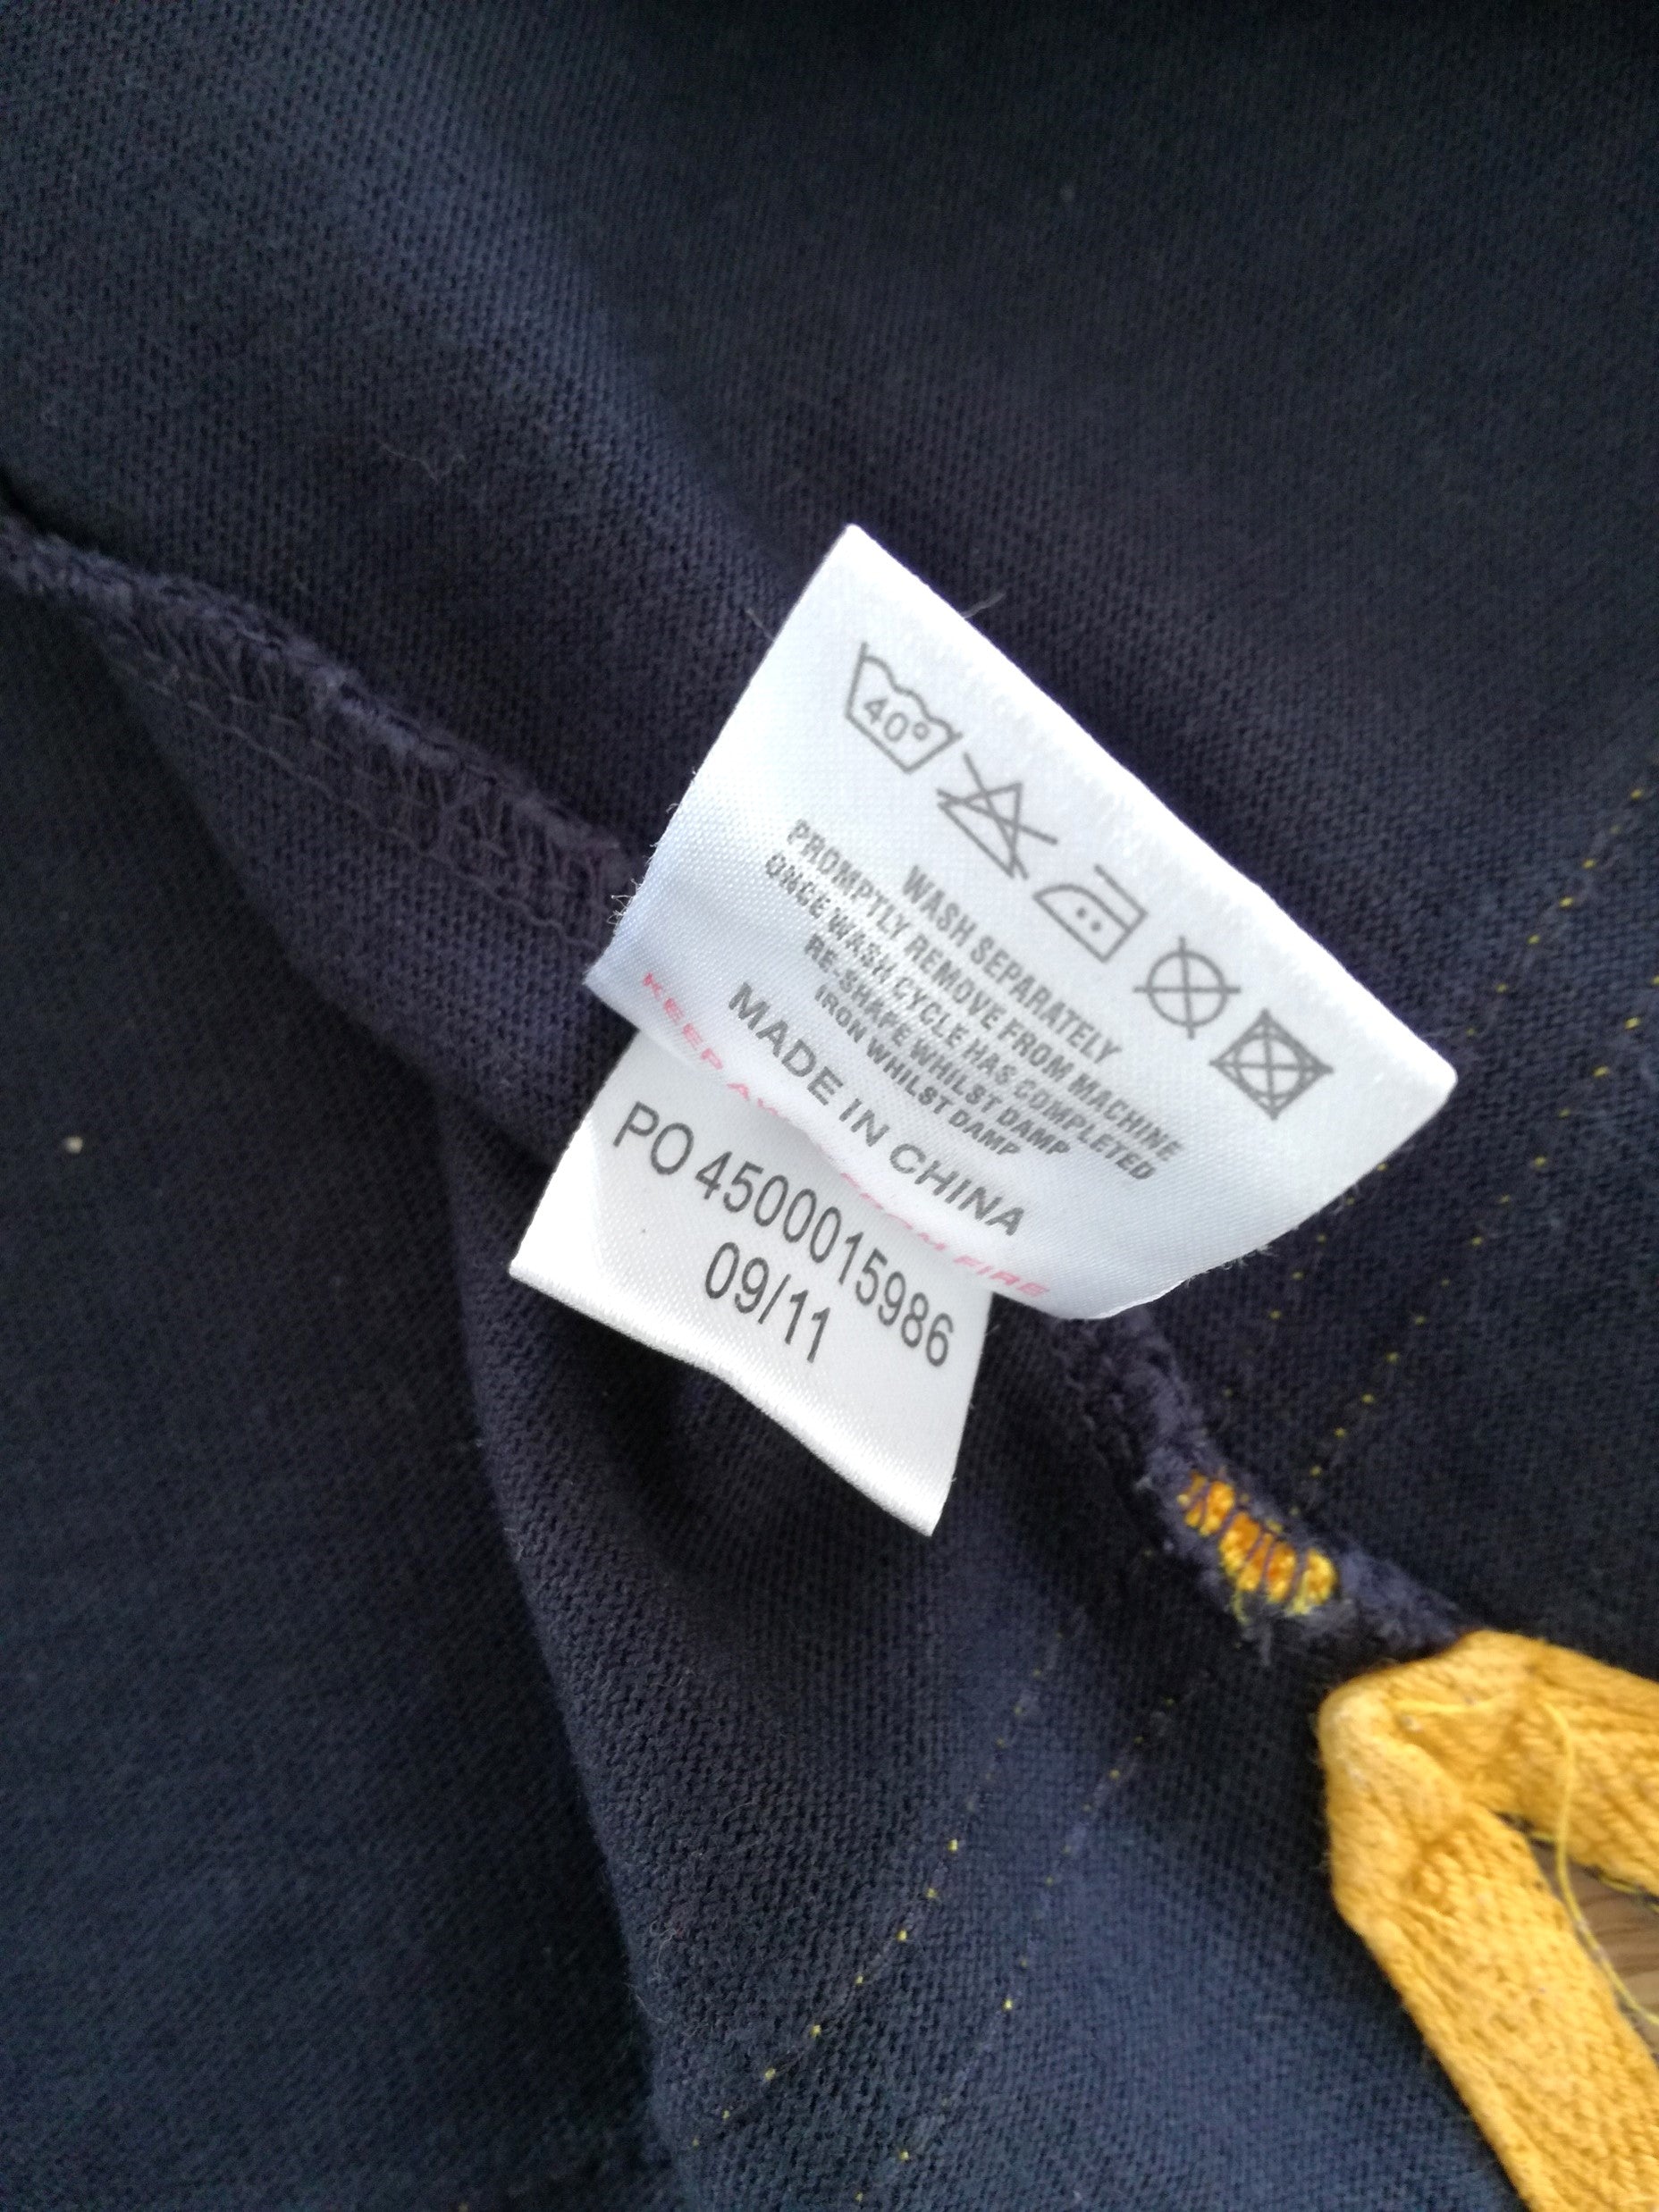 40°
WASH SEPARATELY
PROMPTLY REMOVE FROM MACHINE
ONCE WASH CYCLE HAS COMPLETED
RE-SHAPE WHILST DAMP
IRON WHILST DAMP
MADE IN CHINA
KEEP AWAY FROM FIRE
PO 4500015986
09/11